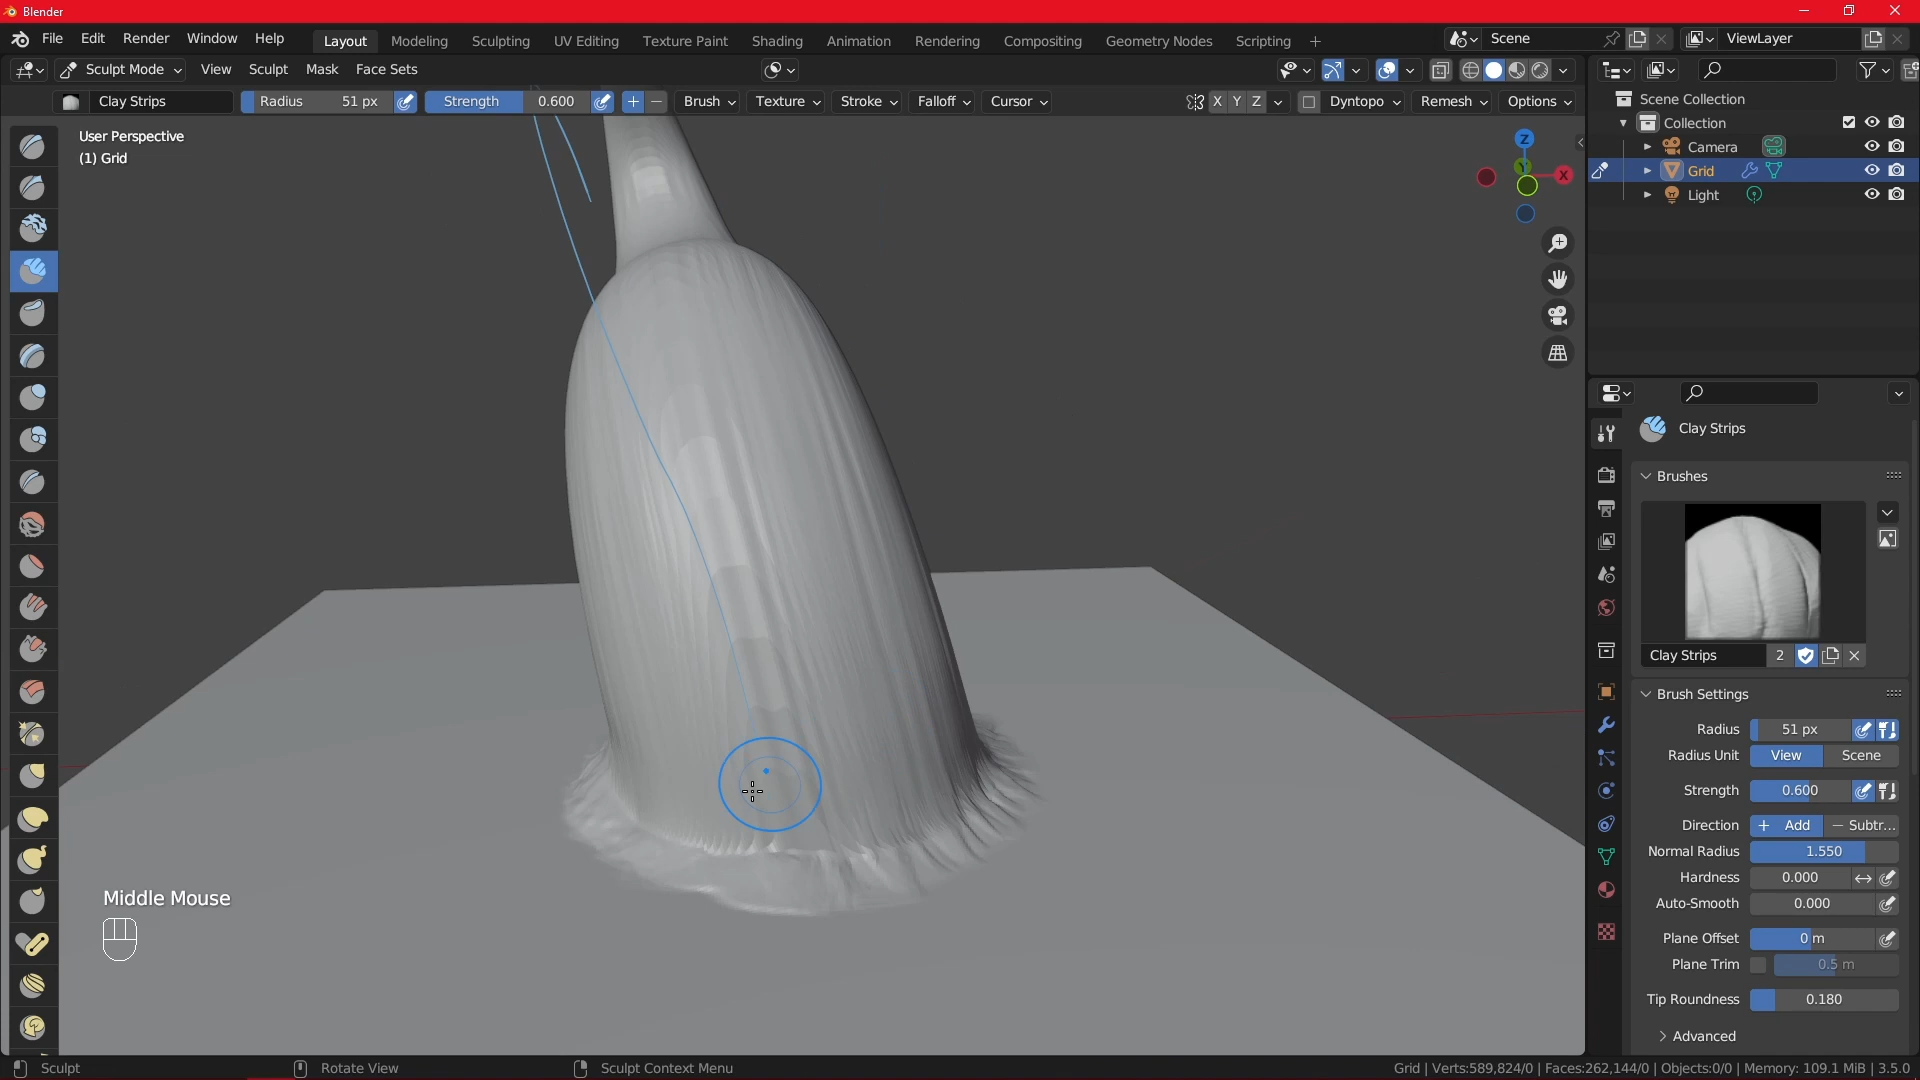 Blender
File Edit Render Window Help
Layout Modeling Sculpting UV Editing Texture Paint Shading Animation Rendering Compositing Geometry Nodes Scripting +
Scene
ViewLayer
Sculpt Mode View Sculpt Mask Face Sets
Clay Strips Radius 51 px Strength 0.600 + − Brush Texture Stroke Falloff Cursor X Y Z Dyntopo Remesh Options
User Perspective
(1) Grid
Z
Y
X
Scene Collection
Collection
Camera
Grid
Light
Clay Strips
Brushes
Clay Strips 2
Brush Settings
Radius 51 px
Radius Unit View Scene
Strength 0.600
Direction + Add − Subtr...
Normal Radius 1.550
Hardness 0.000
Auto-Smooth 0.000
Plane Offset 0 m
Plane Trim 0.5 m
Tip Roundness 0.180
Advanced
Middle Mouse
Sculpt Rotate View Sculpt Context Menu Grid | Verts:589,824/0 | Faces:262,144/0 | Objects:0/0 | Memory: 109.1 MiB | 3.5.0